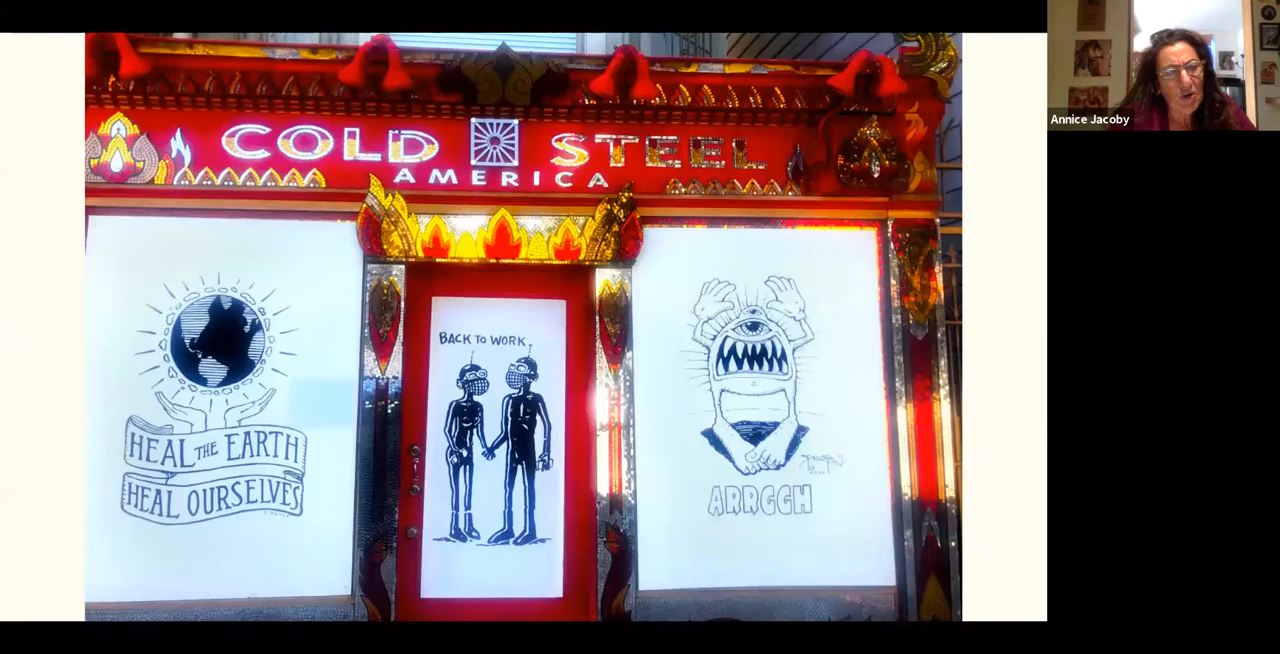 Annice Jacoby
COLD STEEL
AMERICA
BACK TO WORK
HEAL THE EARTH
HEAL OURSELVES
ARRGGH